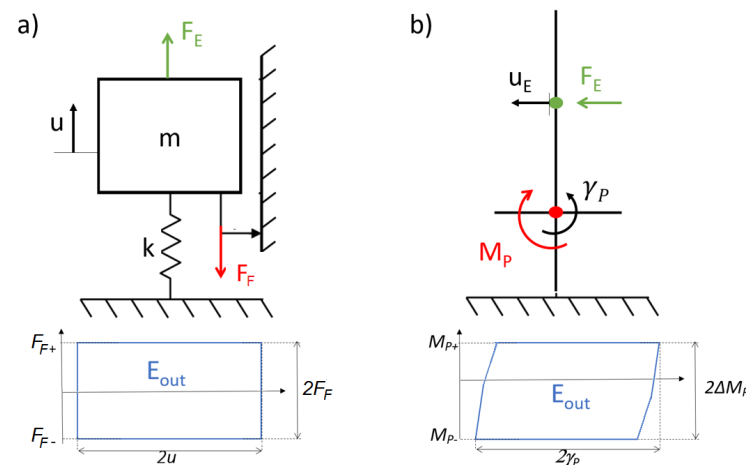 a)
F_E
u
m
k
F_F
F_F+
E_out
2F_F
F_F-
2u
b)
u_E
F_E
γ_P
M_P
M_P+
E_out
2ΔM_P
M_P-
2γ_P